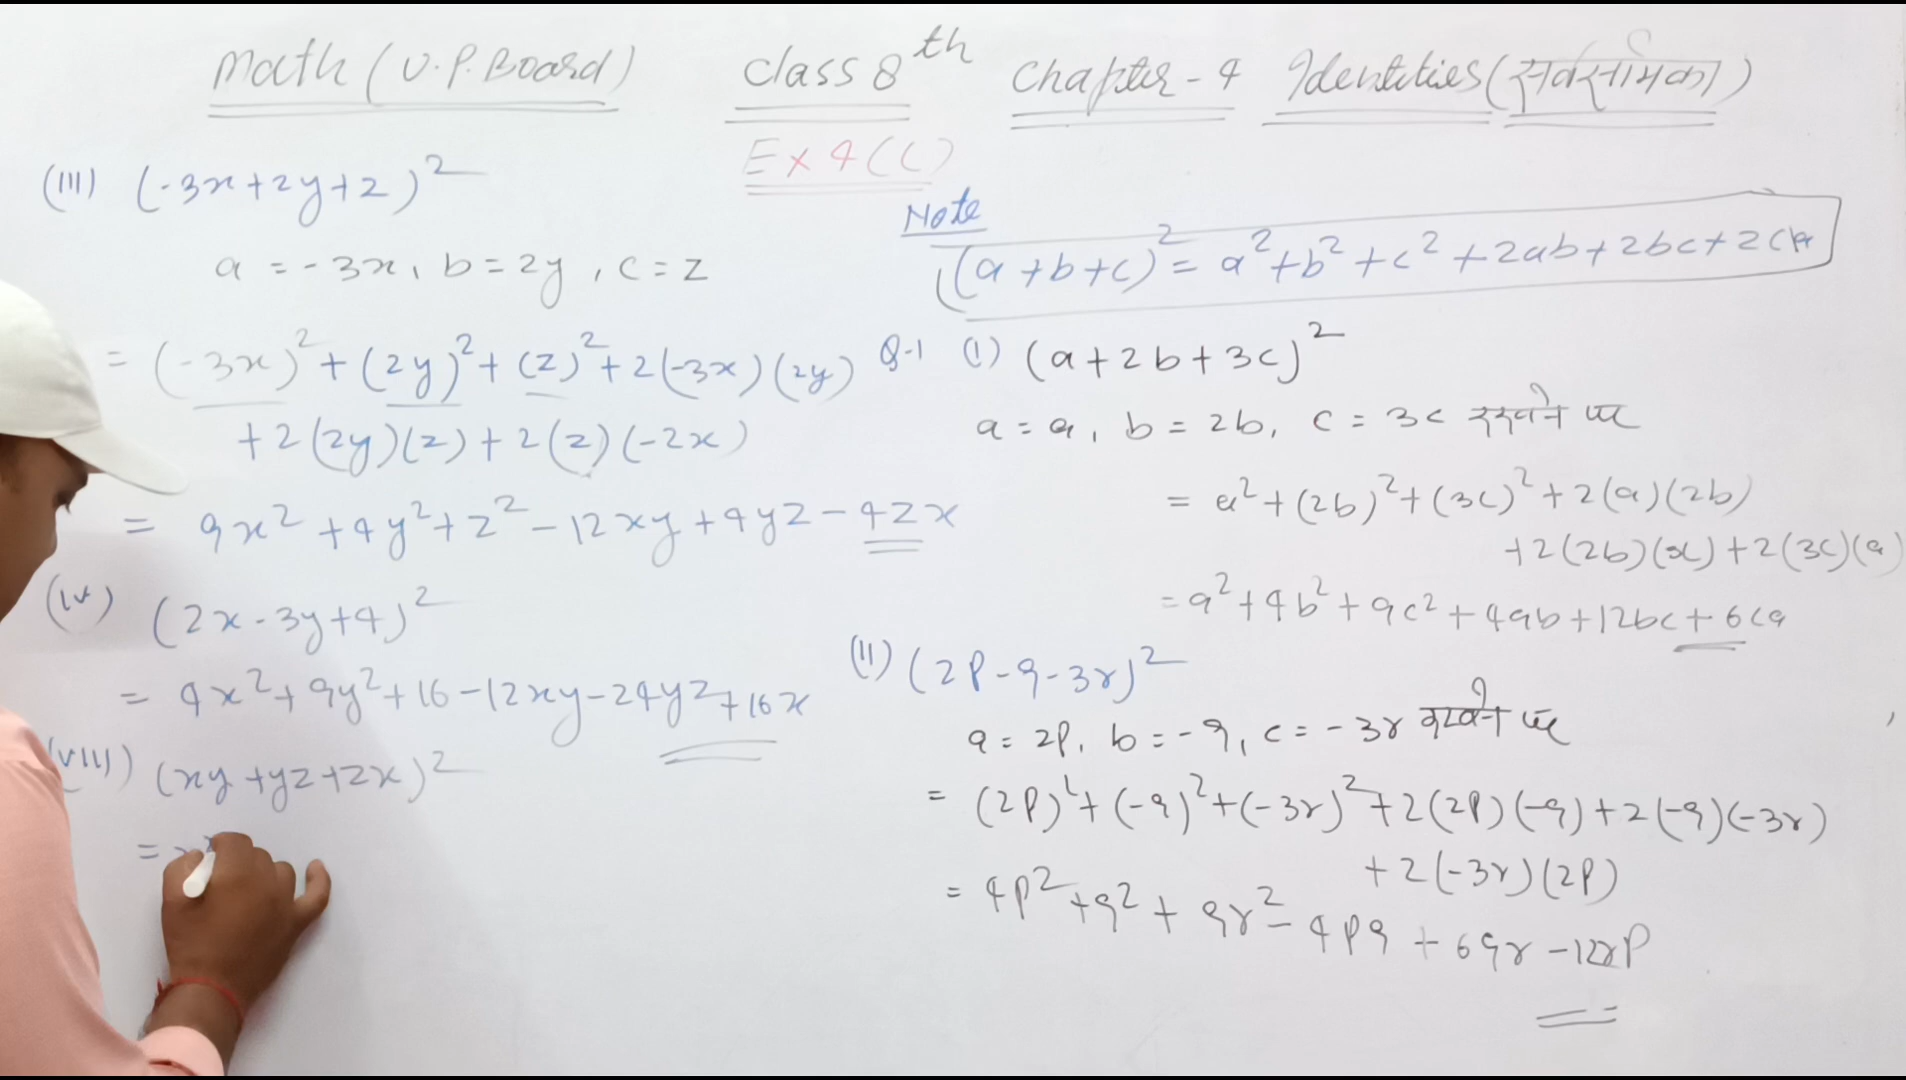 Math (U.P. Board) Class 8th Chapter-4 Identities (सर्वसमिका)
Ex 4(C)
(III) (-3x+2y+z)²
a = -3x, b = 2y, c = z
= (-3x)² + (2y)² + (z)² + 2(-3x)(2y)
+2(2y)(z) + 2(z)(-2x)
= 9x² + 4y² + z² - 12xy + 4yz - 4zx
(iv) (2x-3y+4)²
= 4x² + 9y² + 16 - 12xy - 24yz + 16x
(VIII) (xy+yz+zx)²
Note
(a+b+c)² = a²+b²+c²+2ab+2bc+2ca
Q-1 (I) (a+2b+3c)²
a = a, b = 2b, c = 3c रखने पर
= a² + (2b)² + (3c)² + 2(a)(2b)
+2(2b)(3c) + 2(3c)(a)
= a² + 4b² + 9c² + 4ab + 12bc + 6ca
(II) (2P-q-3r)²
a = 2P, b = -q, c = -3r रखने पर
= (2P)² + (-q)² + (-3r)² + 2(2P)(-q) + 2(-q)(-3r)
+ 2(-3r)(2P)
= 4P² + q² + 9r² - 4Pq + 6qr - 12rP